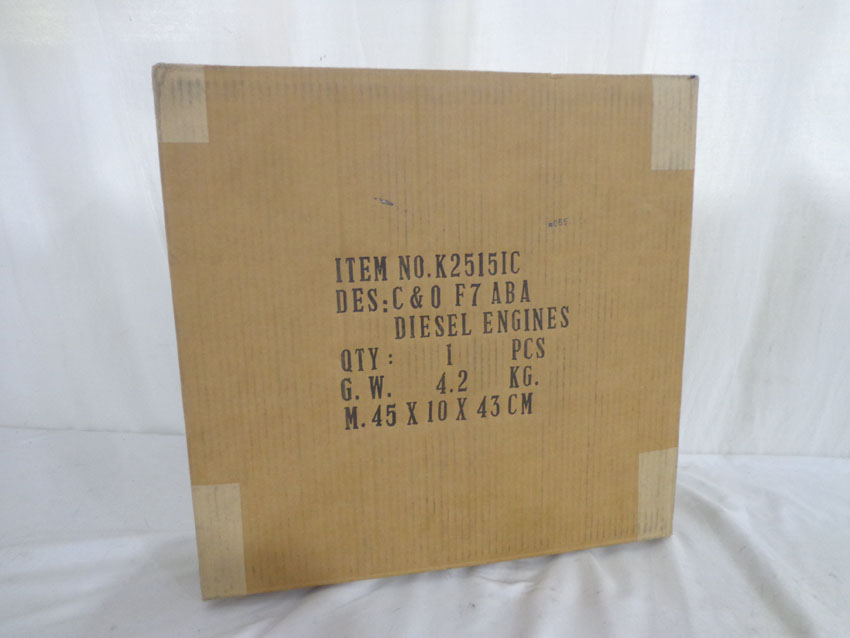 ITEM NO.K2515IC
DES:C&O F7 ABA
DIESEL ENGINES
QTY: 1 PCS
G.W. 4.2 KG.
M.45 X 10 X 43 CM